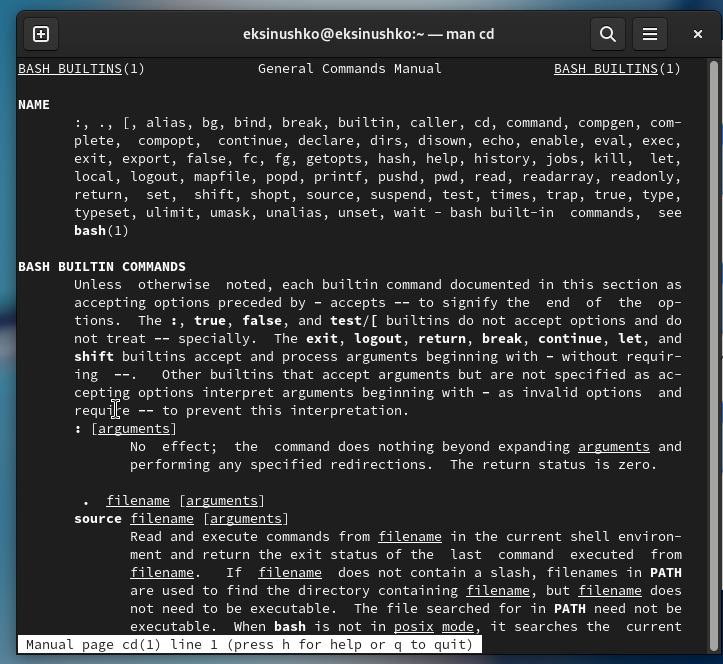 eksinushko@eksinushko:~ — man cd
BASH BUILTINS(1) General Commands Manual BASH BUILTINS(1)
NAME
:, ., [, alias, bg, bind, break, builtin, caller, cd, command, compgen, com‐
plete,  compopt,  continue, declare, dirs, disown, echo, enable, eval, exec,
exit, export, false, fc, fg, getopts, hash, help, history, jobs, kill,  let,
local, logout, mapfile, popd, printf, pushd, pwd, read, readarray, readonly,
return,  set,  shift, shopt, source, suspend, test, times, trap, true, type,
typeset, ulimit, umask, unalias, unset, wait - bash built-in  commands,  see
bash(1)
BASH BUILTIN COMMANDS
Unless  otherwise  noted, each builtin command documented in this section as
accepting options preceded by - accepts -- to signify the  end  of  the  op‐
tions.  The :, true, false, and test/[ builtins do not accept options and do
not treat -- specially.  The exit, logout, return, break, continue, let, and
shift builtins accept and process arguments beginning with - without requir‐
ing  --.   Other builtins that accept arguments but are not specified as ac‐
cepting options interpret arguments beginning with - as invalid options  and
require -- to prevent this interpretation.
: [arguments]
No  effect;  the  command does nothing beyond expanding arguments and
performing any specified redirections.  The return status is zero.
.  filename [arguments]
source filename [arguments]
Read and execute commands from filename in the current shell environ‐
ment and return the exit status of the  last  command  executed  from
filename.   If  filename  does not contain a slash, filenames in PATH
are used to find the directory containing filename, but filename does
not need to be executable.  The file searched for in PATH need not be
executable.  When bash is not in posix mode, it searches the  current
Manual page cd(1) line 1 (press h for help or q to quit)